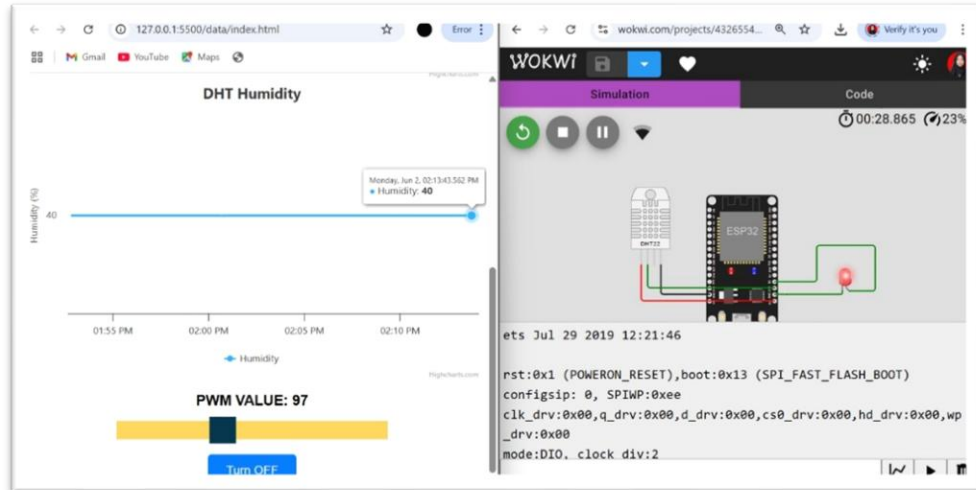 127.0.0.1:5500/data/index.html
Error
Gmail YouTube Maps
Highcharts.com
DHT Humidity
Monday, Jun 2, 02:13:43.562 PM
Humidity: 40
Humidity (%)
40
01:55 PM 02:00 PM 02:05 PM 02:10 PM
Humidity
Highcharts.com
PWM VALUE: 97
Turn OFF
wokwi.com/projects/4326554...
Verify it's you
WOKWI
Simulation Code
00:28.865 23%
DHT22
ESP32
ets Jul 29 2019 12:21:46
rst:0x1 (POWERON_RESET),boot:0x13 (SPI_FAST_FLASH_BOOT)
configsip: 0, SPIWP:0xee
clk_drv:0x00,q_drv:0x00,d_drv:0x00,cs0_drv:0x00,hd_drv:0x00,wp
_drv:0x00
mode:DIO, clock div:2